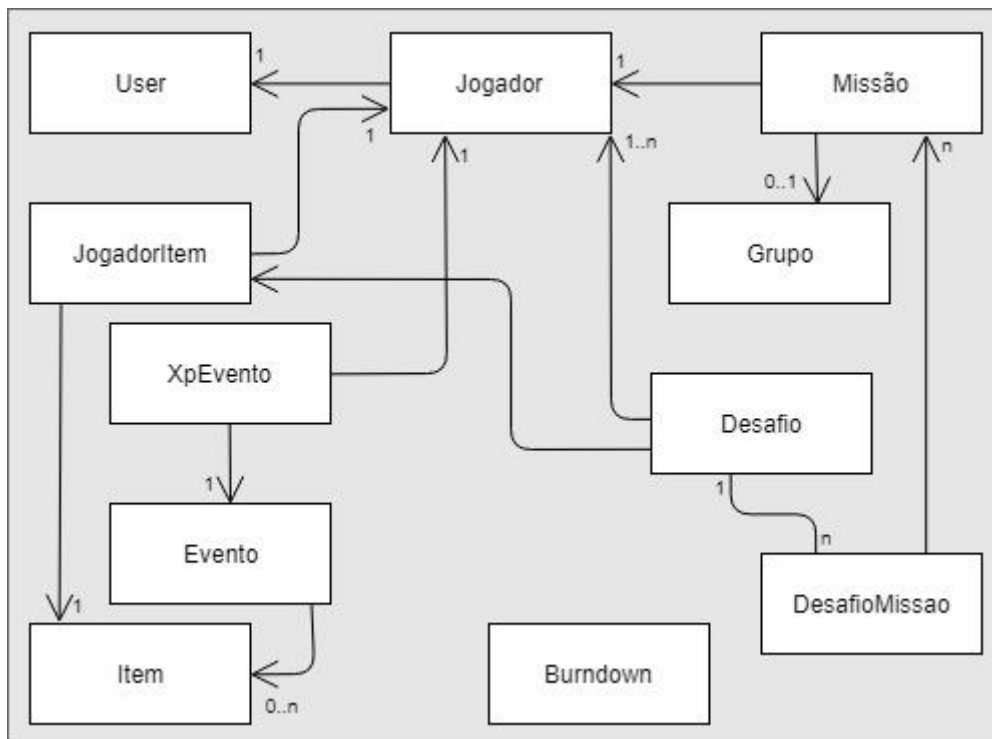 User
1
Jogador
1
Missão
1
1
1..n
n
0..1
JogadorItem
Grupo
XpEvento
Desafio
1
1
Evento
n
DesafioMissao
1
Item
0..n
Burndown